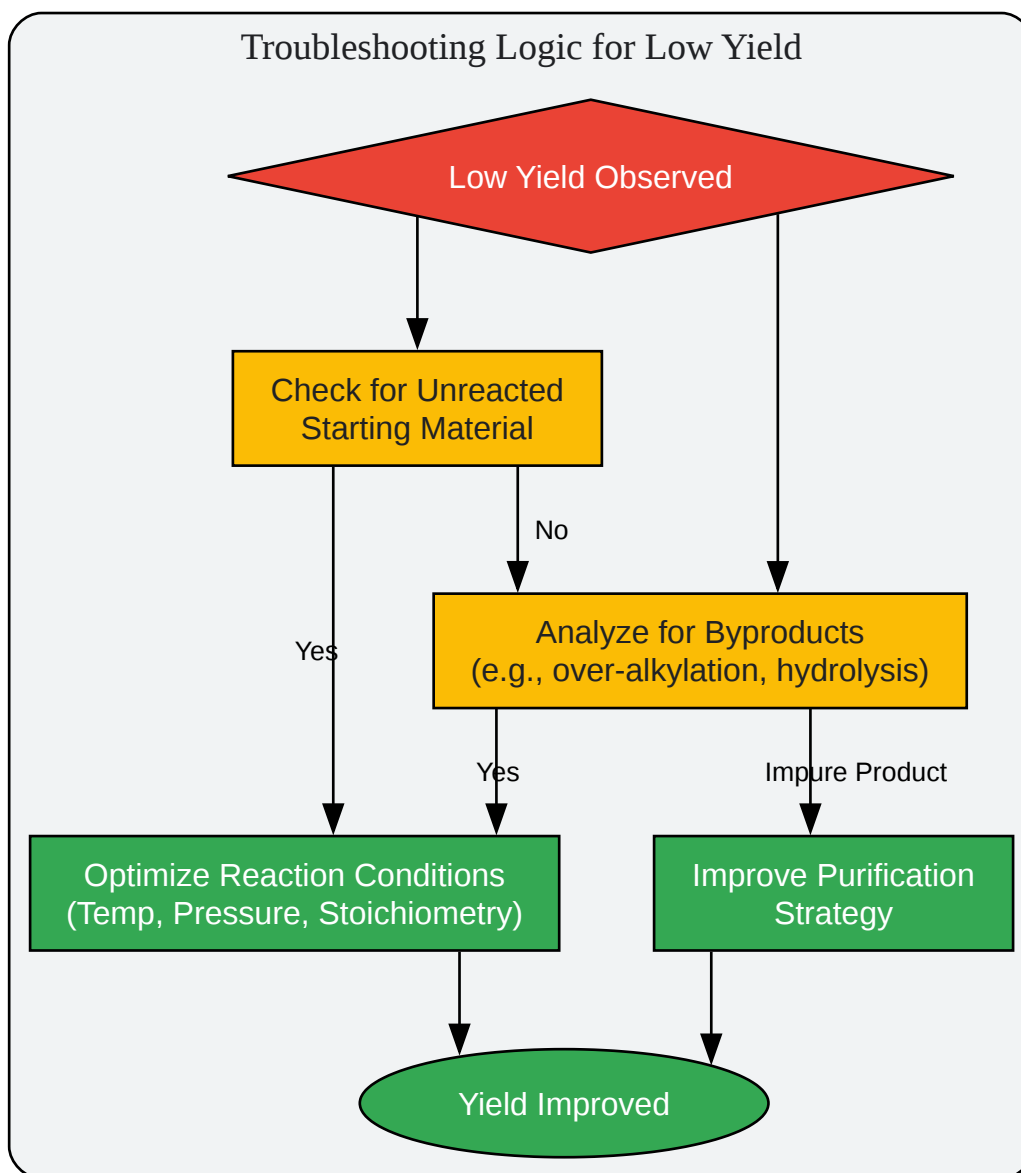 Troubleshooting Logic for Low Yield
Low Yield Observed
Check for Unreacted
Starting Material
No
Analyze for Byproducts
(e.g., over-alkylation, hydrolysis)
Yes
Yes
Impure Product
Optimize Reaction Conditions
(Temp, Pressure, Stoichiometry)
Improve Purification
Strategy
Yield Improved